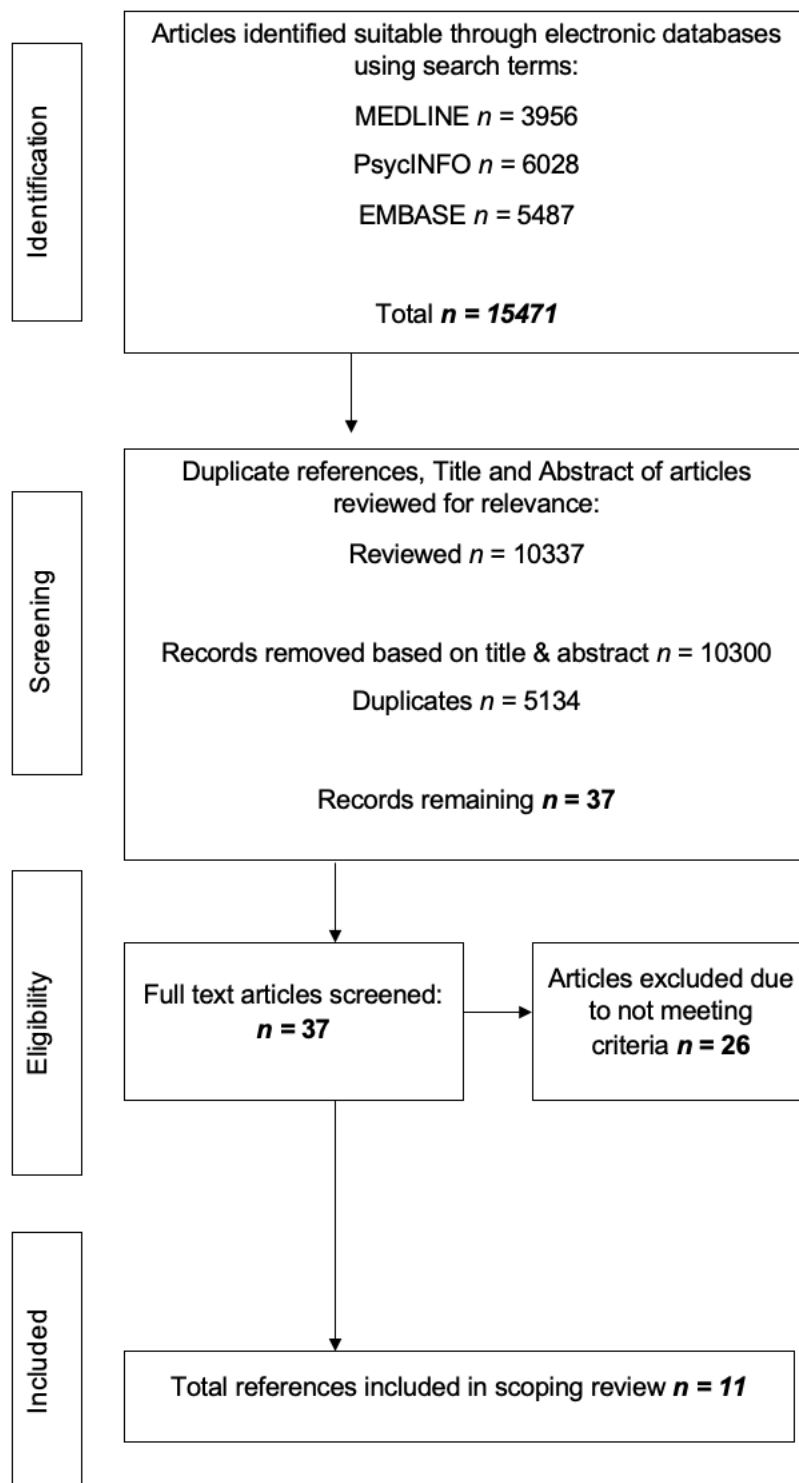 Identification
Articles identified suitable through electronic databases
using search terms:
MEDLINE n = 3956
PsycINFO n = 6028
EMBASE n = 5487
Total n = 15471
Screening
Duplicate references, Title and Abstract of articles
reviewed for relevance:
Reviewed n = 10337
Records removed based on title & abstract n = 10300
Duplicates n = 5134
Records remaining n = 37
Eligibility
Full text articles screened:
n = 37
Articles excluded due
to not meeting
criteria n = 26
Included
Total references included in scoping review n = 11